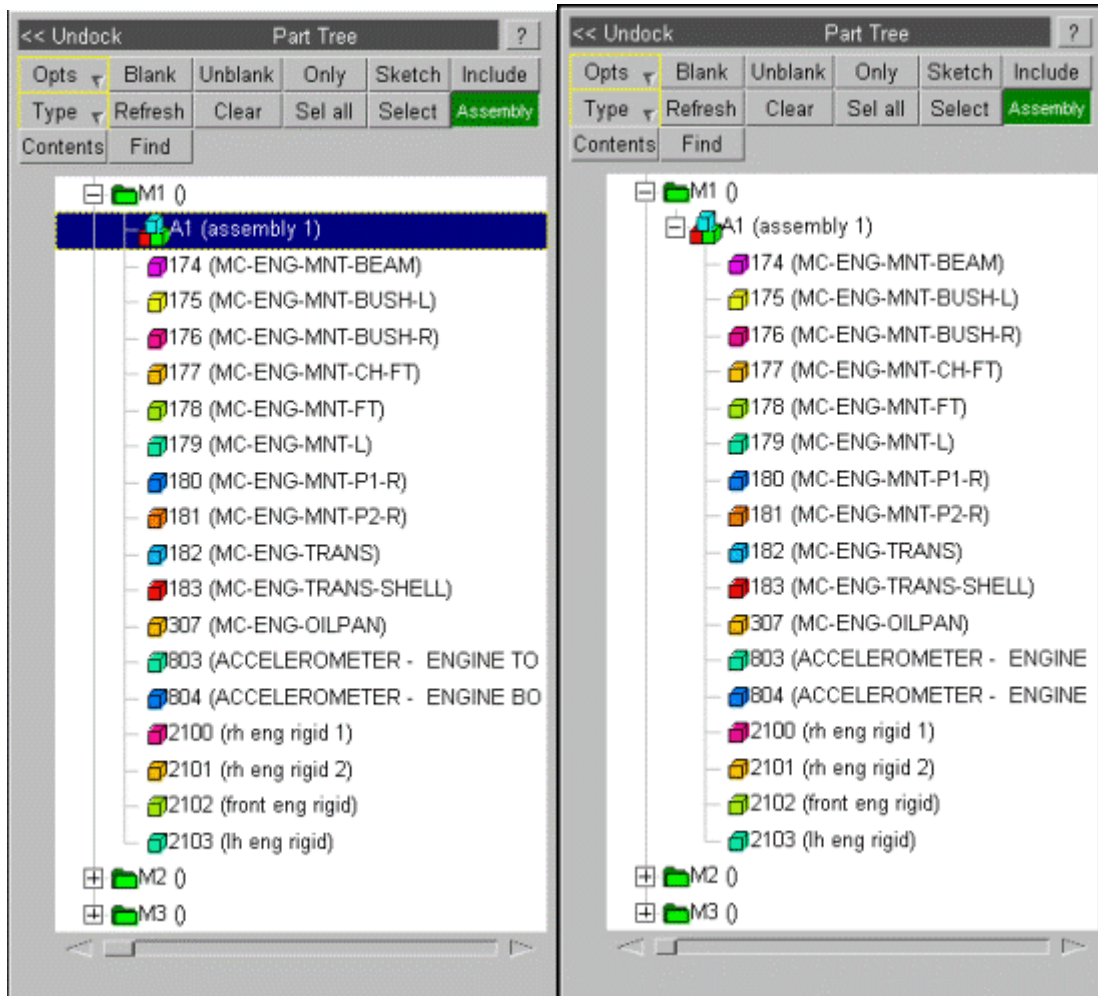 << Undock Part Tree ?
Opts Blank Unblank Only Sketch Include
Type Refresh Clear Sel all Select Assembly
Contents Find
M1 ()
A1 (assembly 1)
174 (MC-ENG-MNT-BEAM)
175 (MC-ENG-MNT-BUSH-L)
176 (MC-ENG-MNT-BUSH-R)
177 (MC-ENG-MNT-CH-FT)
178 (MC-ENG-MNT-FT)
179 (MC-ENG-MNT-L)
180 (MC-ENG-MNT-P1-R)
181 (MC-ENG-MNT-P2-R)
182 (MC-ENG-TRANS)
183 (MC-ENG-TRANS-SHELL)
307 (MC-ENG-OILPAN)
803 (ACCELEROMETER - ENGINE TO
804 (ACCELEROMETER - ENGINE BO
2100 (rh eng rigid 1)
2101 (rh eng rigid 2)
2102 (front eng rigid)
2103 (lh eng rigid)
M2 ()
M3 ()
<< Undock Part Tree ?
Opts Blank Unblank Only Sketch Include
Type Refresh Clear Sel all Select Assembly
Contents Find
M1 ()
A1 (assembly 1)
174 (MC-ENG-MNT-BEAM)
175 (MC-ENG-MNT-BUSH-L)
176 (MC-ENG-MNT-BUSH-R)
177 (MC-ENG-MNT-CH-FT)
178 (MC-ENG-MNT-FT)
179 (MC-ENG-MNT-L)
180 (MC-ENG-MNT-P1-R)
181 (MC-ENG-MNT-P2-R)
182 (MC-ENG-TRANS)
183 (MC-ENG-TRANS-SHELL)
307 (MC-ENG-OILPAN)
803 (ACCELEROMETER - ENGINE
804 (ACCELEROMETER - ENGINE
2100 (rh eng rigid 1)
2101 (rh eng rigid 2)
2102 (front eng rigid)
2103 (lh eng rigid)
M2 ()
M3 ()